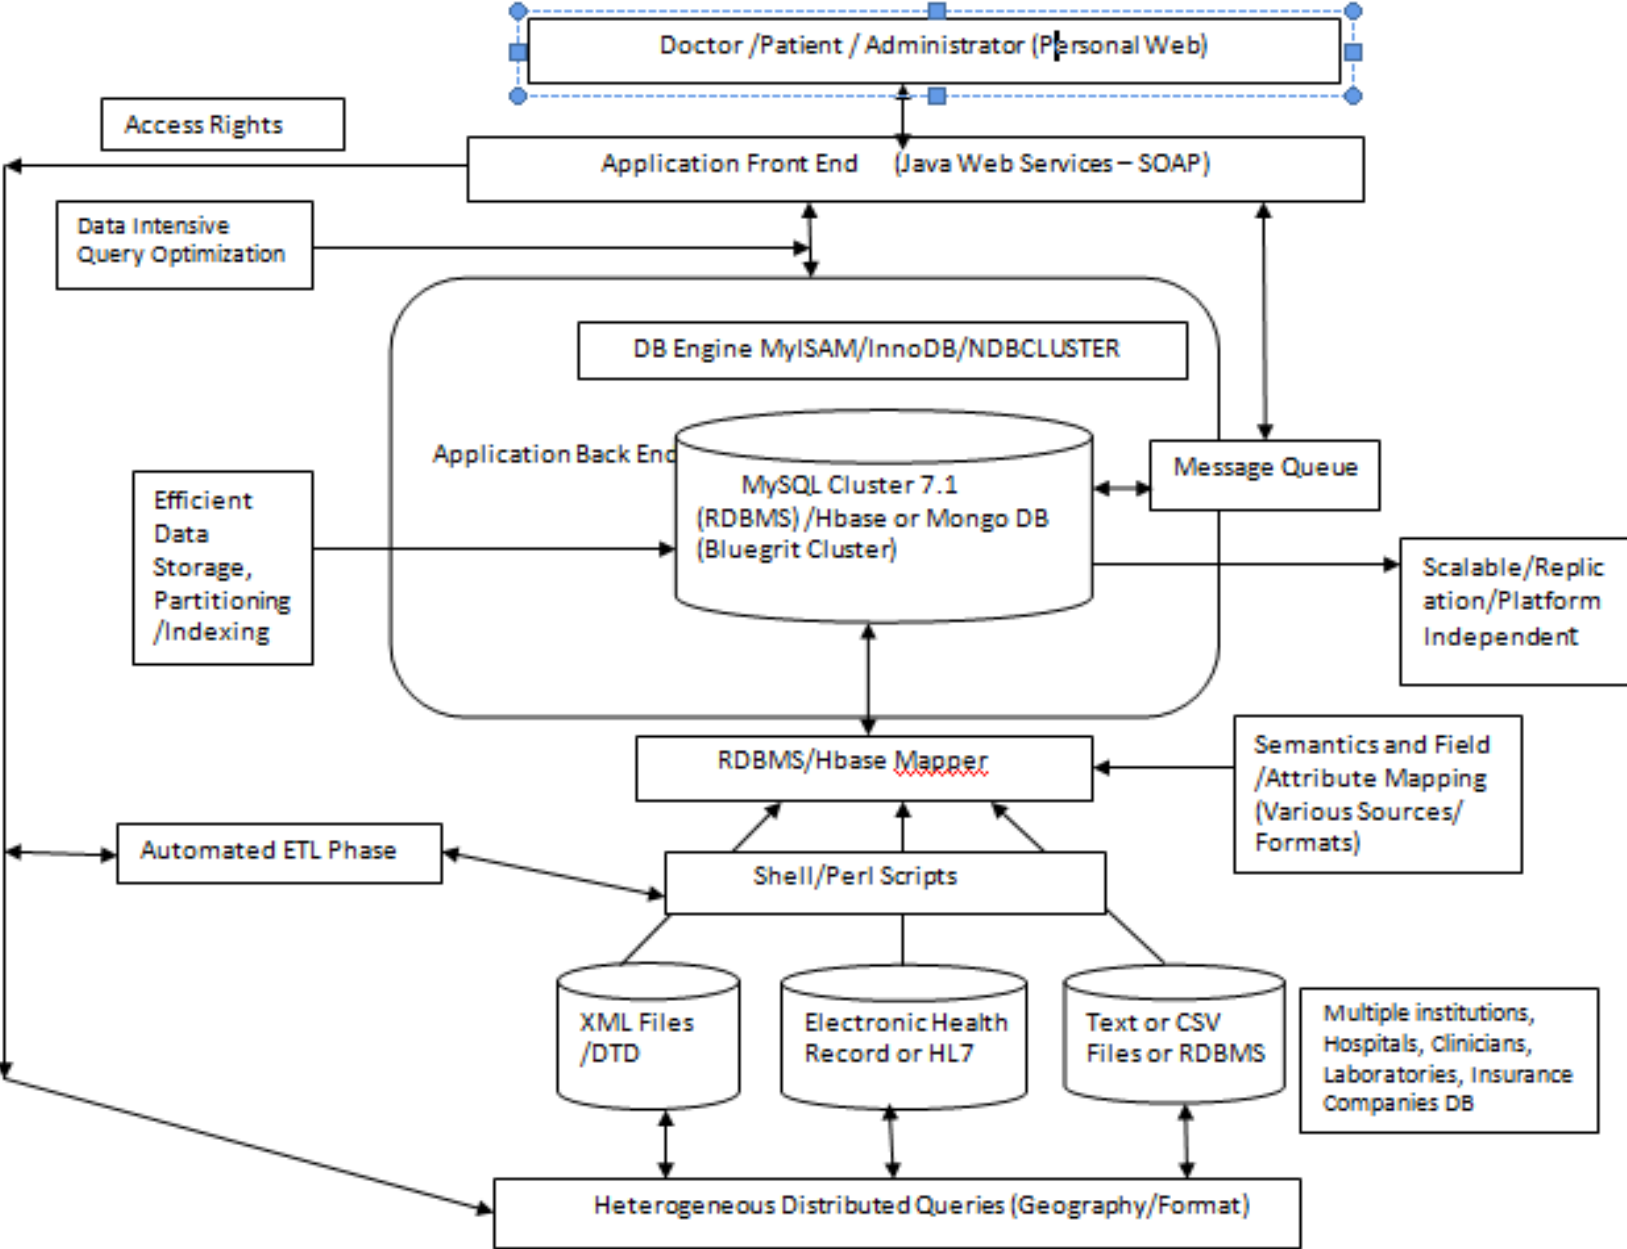 Doctor /Patient / Administrator (Personal Web)
Access Rights
Application Front End (Java Web Services – SOAP)
Data Intensive
Query Optimization
DB Engine MyISAM/InnoDB/NDBCLUSTER
Application Back End
MySQL Cluster 7.1
(RDBMS) /Hbase or Mongo DB
(Bluegrit Cluster)
Message Queue
Efficient
Data
Storage,
Partitioning
/Indexing
Scalable/Replic
ation/Platform
Independent
RDBMS/Hbase Mapper
Semantics and Field
/Attribute Mapping
(Various Sources/
Formats)
Automated ETL Phase
Shell/Perl Scripts
XML Files
/DTD
Electronic Health
Record or HL7
Text or CSV
Files or RDBMS
Multiple institutions,
Hospitals, Clinicians,
Laboratories, Insurance
Companies DB
Heterogeneous Distributed Queries (Geography/Format)